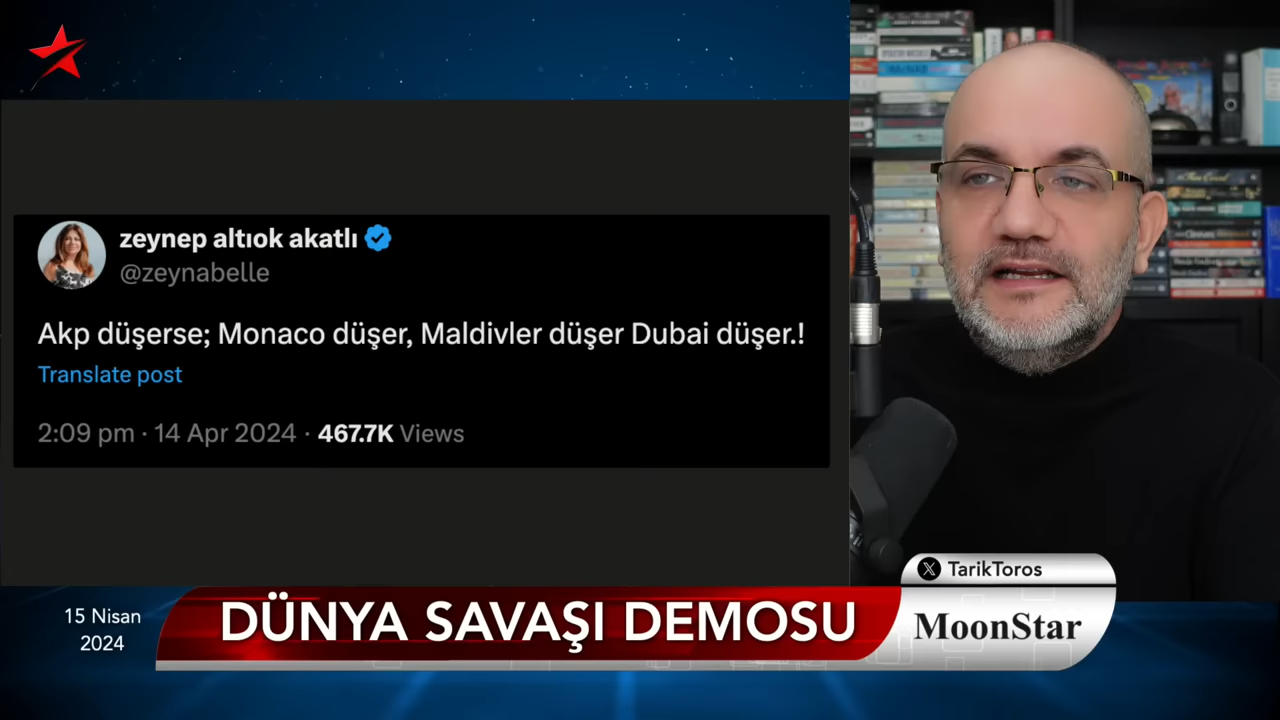 zeynep altıok akatlı
@zeynabelle
Akp düşerse; Monaco düşer, Maldivler düşer Dubai düşer.!
Translate post
2:09 pm · 14 Apr 2024 · 467.7K Views
TarikToros
15 Nisan
2024
DÜNYA SAVAŞI DEMOSU
MoonStar